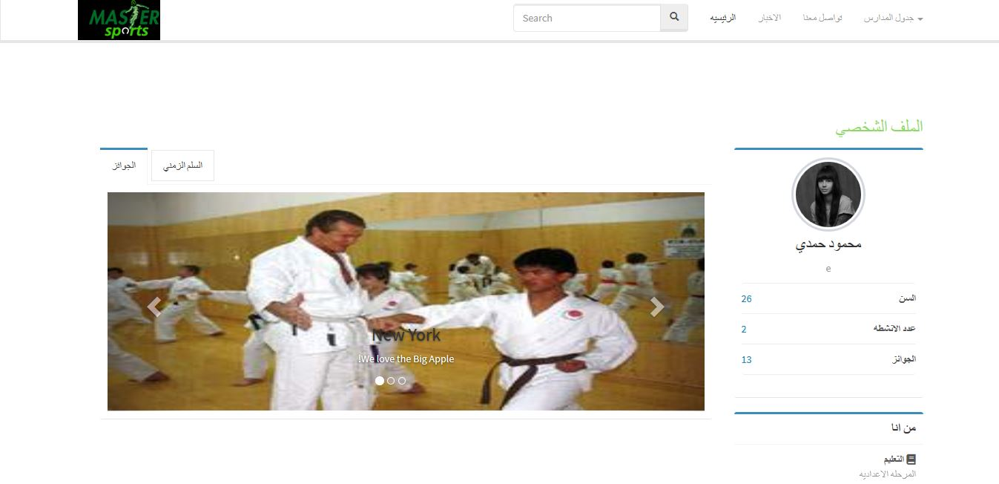 MASTER
sports
Search
الرئيسيه
الاخبار
تواصل معنا
جدول المدارس
الملف الشخصي
الجوائز
السلم الزمني
New York
!We love the Big Apple
محمود حمدي
e
السن 26
عدد الانشطه 2
الجوائز 13
من انا
التعليم
المرحله الاعداديه